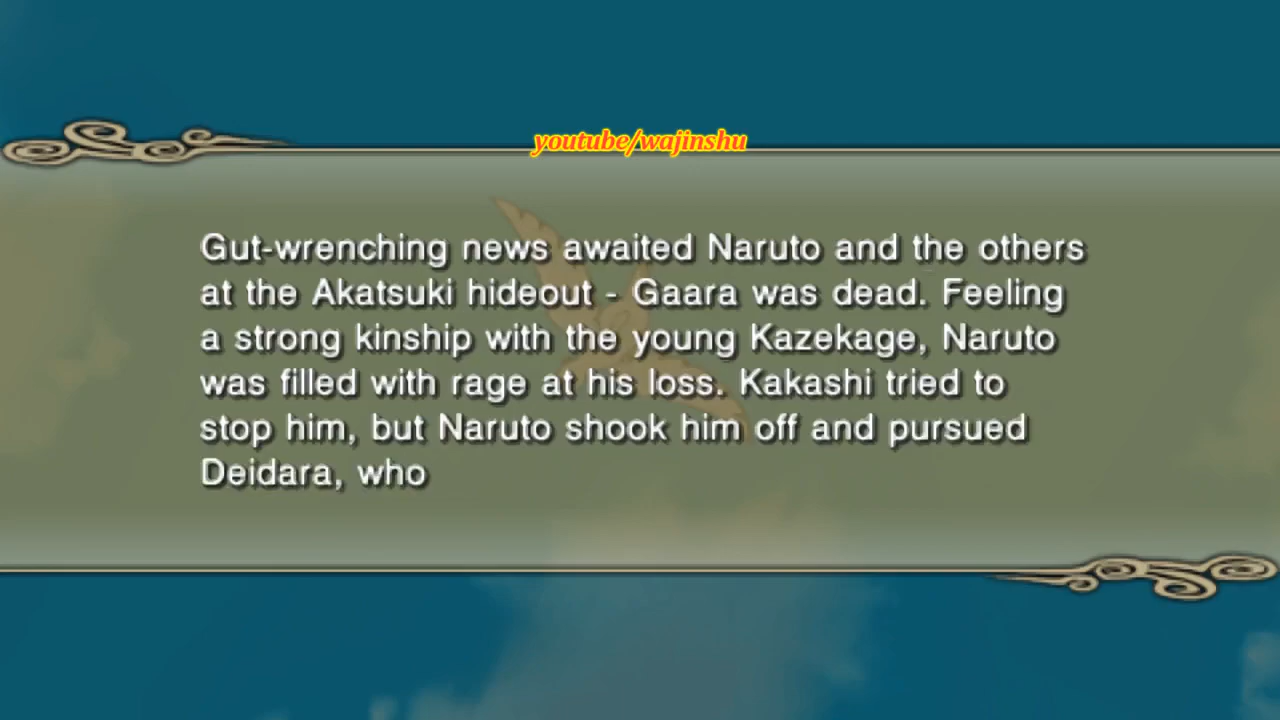 youtube/wajinshu
Gut-wrenching news awaited Naruto and the others
at the Akatsuki hideout - Gaara was dead. Feeling
a strong kinship with the young Kazekage, Naruto
was filled with rage at his loss. Kakashi tried to
stop him, but Naruto shook him off and pursued
Deidara, who